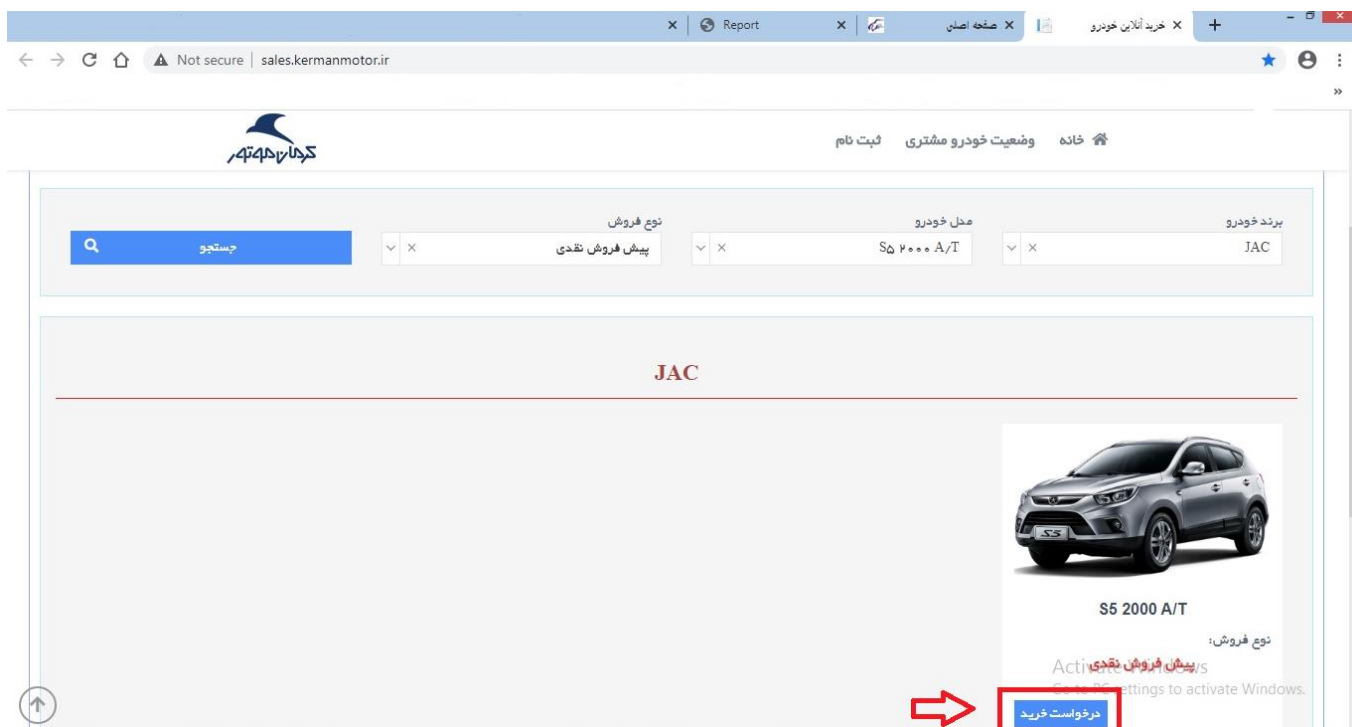 Report
صفحه اصلی
خرید آنلاین خودرو
Not secure | sales.kermanmotor.ir
کرمان موتور
خانه وضعیت خودرو مشتری ثبت نام
برند خودرو مدل خودرو نوع فروش
JAC S۵ ۲۰۰۰ A/T پیش فروش نقدی جستجو
JAC
S5
S5 2000 A/T
نوع فروش:
پیش فروش نقدی
Activate Windows
Go to PC settings to activate Windows.
درخواست خرید